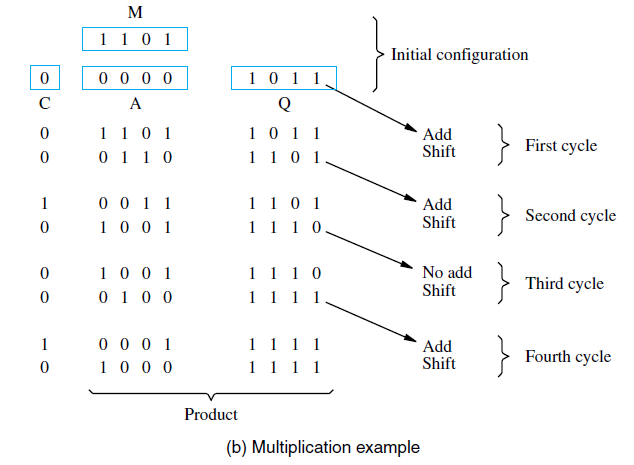 M
1 1 0 1
Initial configuration
0 0 0 0 0 1 0 1 1
C A Q
0 1 1 0 1 1 0 1 1 Add
First cycle
0 0 1 1 0 1 1 0 1 Shift
1 0 0 1 1 1 1 0 1 Add
Second cycle
0 1 0 0 1 1 1 1 0 Shift
0 1 0 0 1 1 1 1 0 No add
Third cycle
0 0 1 0 0 1 1 1 1 Shift
1 0 0 0 1 1 1 1 1 Add
Fourth cycle
0 1 0 0 0 1 1 1 1 Shift
Product
(b) Multiplication example